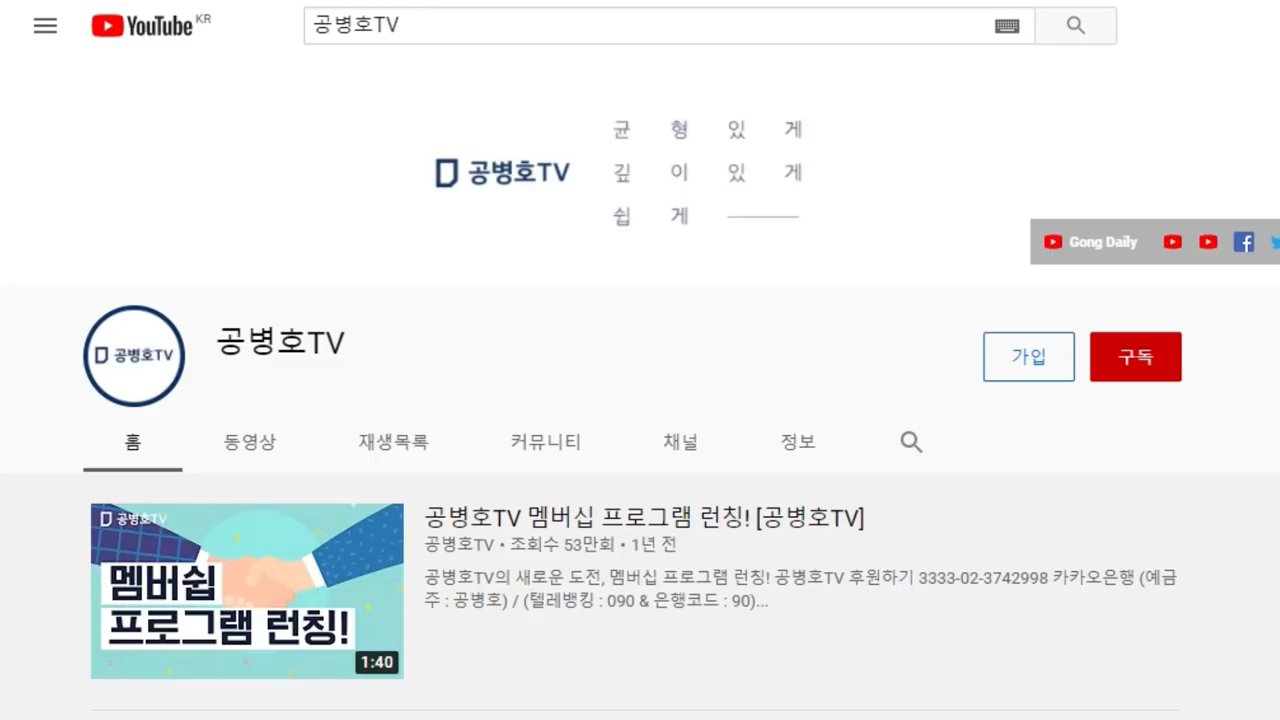 YouTube KR
공병호TV
균 형 있 게
공병호TV
깊 이 있 게
쉽 게
Gong Daily
공병호TV
공병호TV
가입
구독
홈
동영상
재생목록
커뮤니티
채널
정보
공병호TV
멤버쉽
프로그램 런칭!
1:40
공병호TV 멤버십 프로그램 런칭! [공병호TV]
공병호TV • 조회수 53만회 • 1년 전
공병호TV의 새로운 도전, 멤버십 프로그램 런칭! 공병호TV 후원하기 3333-02-3742998 카카오은행 (예금
주 : 공병호) / (텔레뱅킹 : 090 & 은행코드 : 90)...